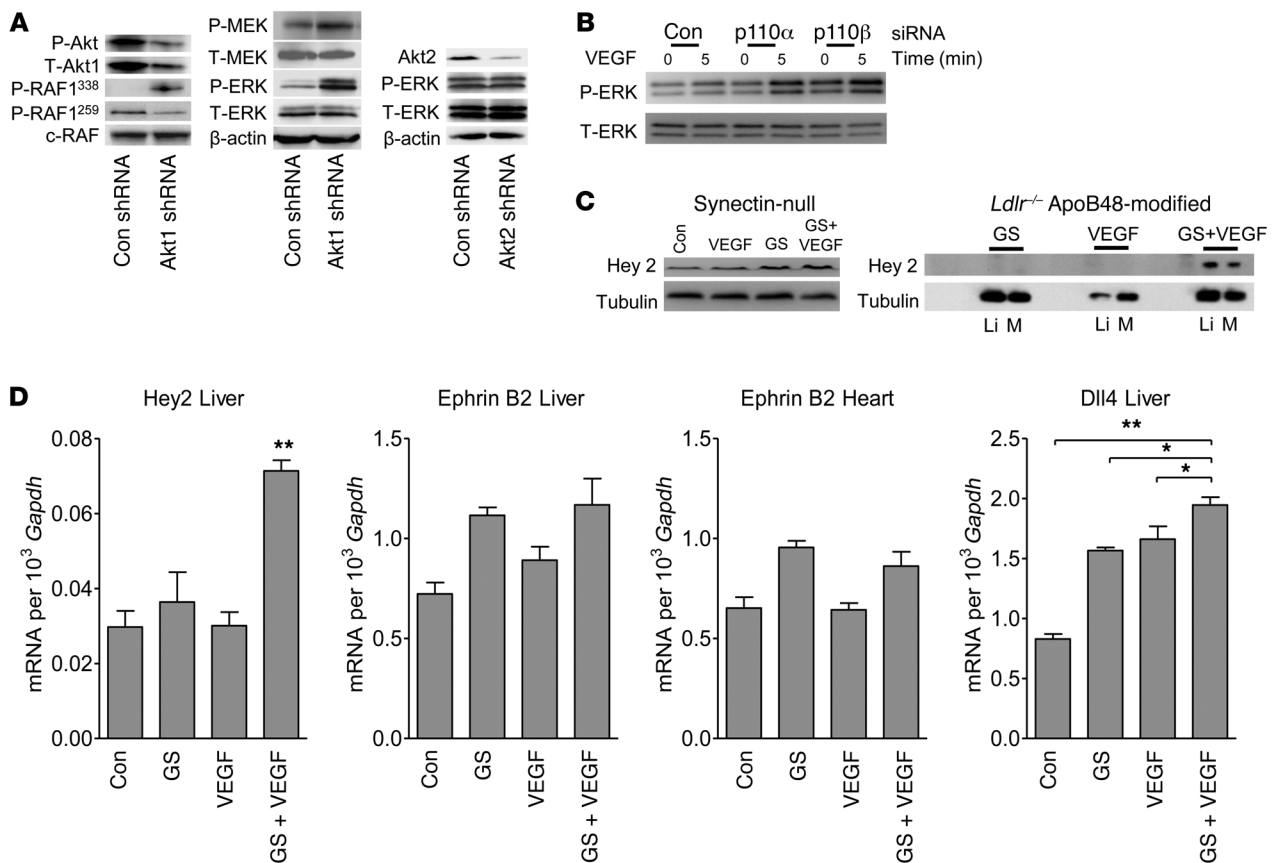 A
P-Akt
T-Akt1
P-RAF1³³⁸
P-RAF1²⁵⁹
c-RAF
Con shRNA
Akt1 shRNA
P-MEK
T-MEK
P-ERK
T-ERK
β-actin
Con shRNA
Akt1 shRNA
Akt2
P-ERK
T-ERK
β-actin
Con shRNA
Akt2 shRNA
B
Con p110α p110β siRNA
VEGF 0 5 0 5 0 5 Time (min)
P-ERK
T-ERK
C
Synectin-null
Con VEGF GS GS+
VEGF
Hey 2
Tubulin
Ldlr⁻/⁻ ApoB48-modified
GS VEGF GS+VEGF
Hey 2
Tubulin
Li M Li M Li M
D
Hey2 Liver
mRNA per 10³ Gapdh
0.08
0.06
0.04
0.02
0.00
**
Con
GS
VEGF
GS + VEGF
Ephrin B2 Liver
mRNA per 10³ Gapdh
1.5
1.0
0.5
0.0
Con
GS
VEGF
GS + VEGF
Ephrin B2 Heart
mRNA per 10³ Gapdh
1.5
1.0
0.5
0.0
Con
GS
VEGF
GS + VEGF
Dll4 Liver
mRNA per 10³ Gapdh
2.5
2.0
1.5
1.0
0.5
0.0
**
*
*
Con
GS
VEGF
GS + VEGF